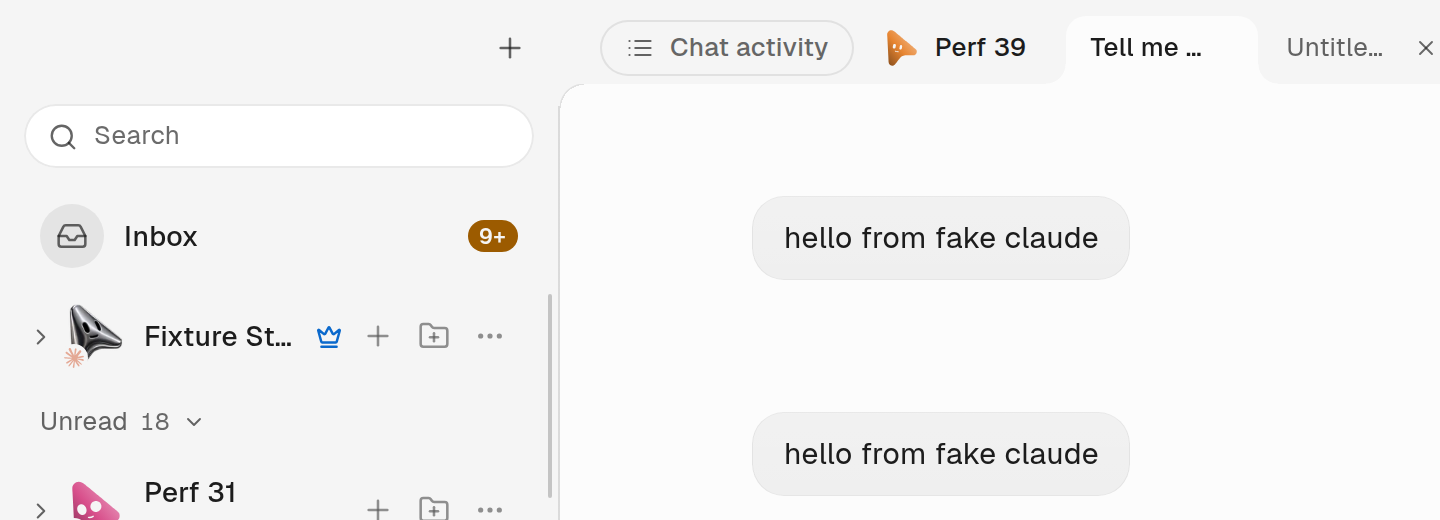 Chat activity
Perf 39
Tell me ...
Untitle...
Search
Inbox
9+
Fixture St...
Unread 18
Perf 31
hello from fake claude
hello from fake claude